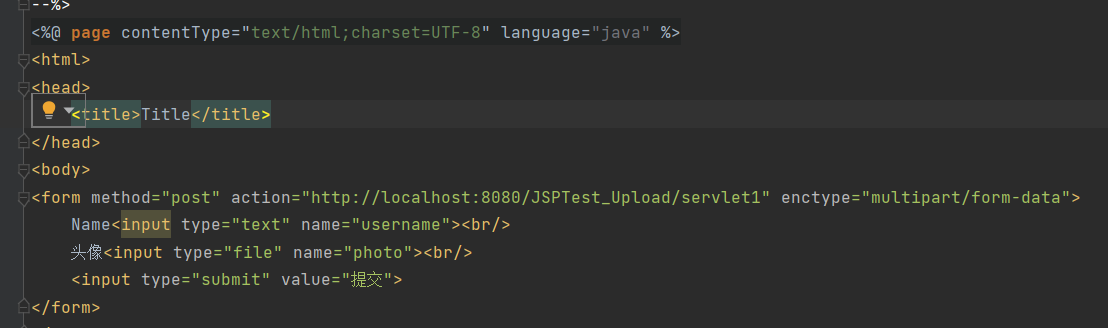 --%>
<%@ page contentType="text/html;charset=UTF-8" language="java" %>
<html>
<head>
    <title>Title</title>
</head>
<body>
<form method="post" action="http://localhost:8080/JSPTest_Upload/servlet1" enctype="multipart/form-data">
    Name<input type="text" name="username"><br/>
    头像<input type="file" name="photo"><br/>
    <input type="submit" value="提交">
</form>